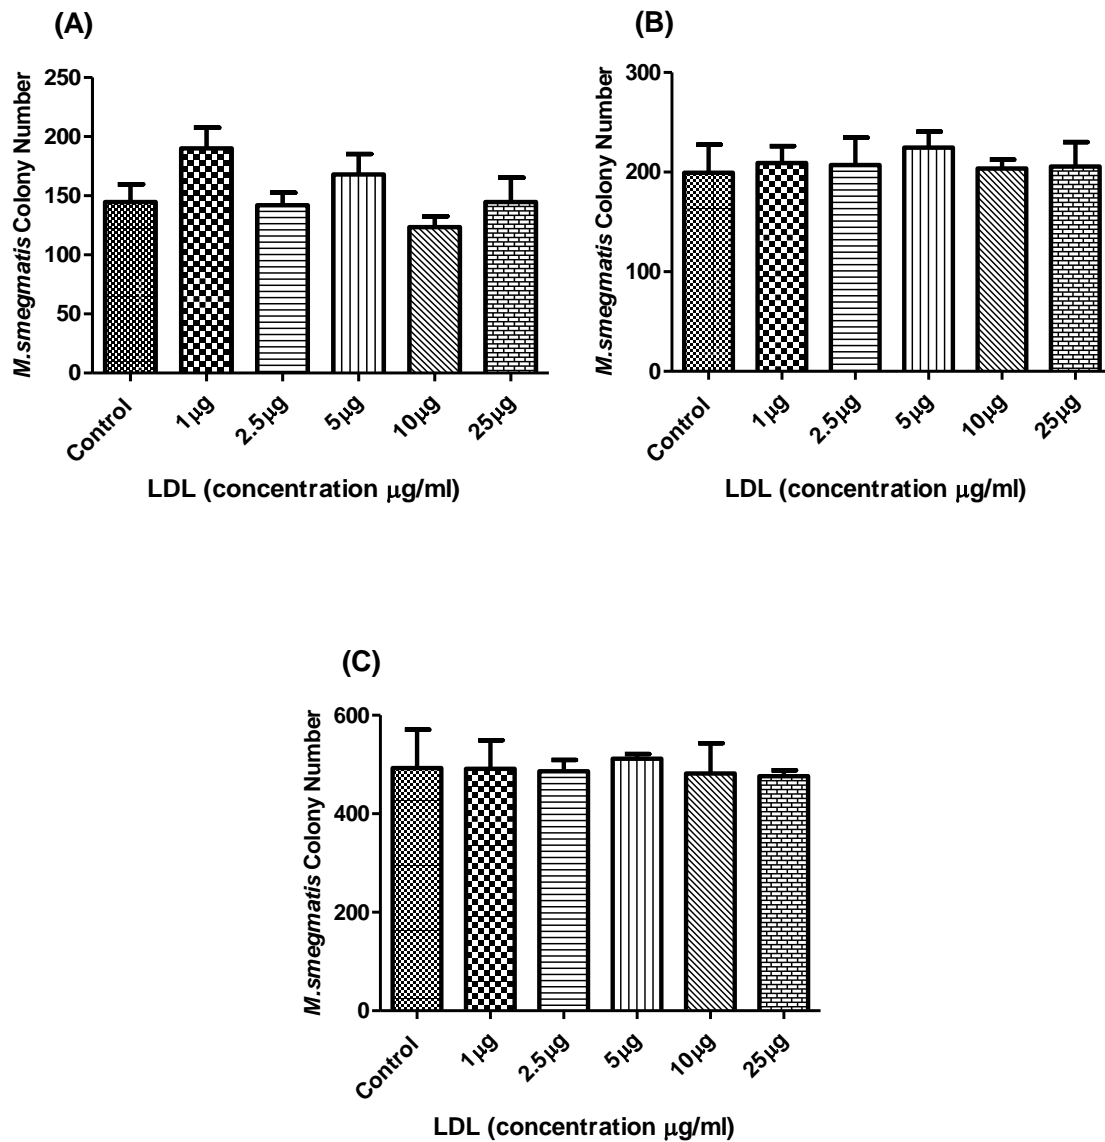 (A)
M.smegmatis Colony Number
250
200
150
100
50
0
Control
1μg
2.5μg
5μg
10μg
25μg
LDL (concentration μg/ml)
(B)
M.smegmatis Colony Number
300
200
100
0
Control
1μg
2.5μg
5μg
10μg
25μg
LDL (concentration μg/ml)
(C)
M.smegmatis Colony Number
600
400
200
0
Control
1μg
2.5μg
5μg
10μg
25μg
LDL (concentration μg/ml)